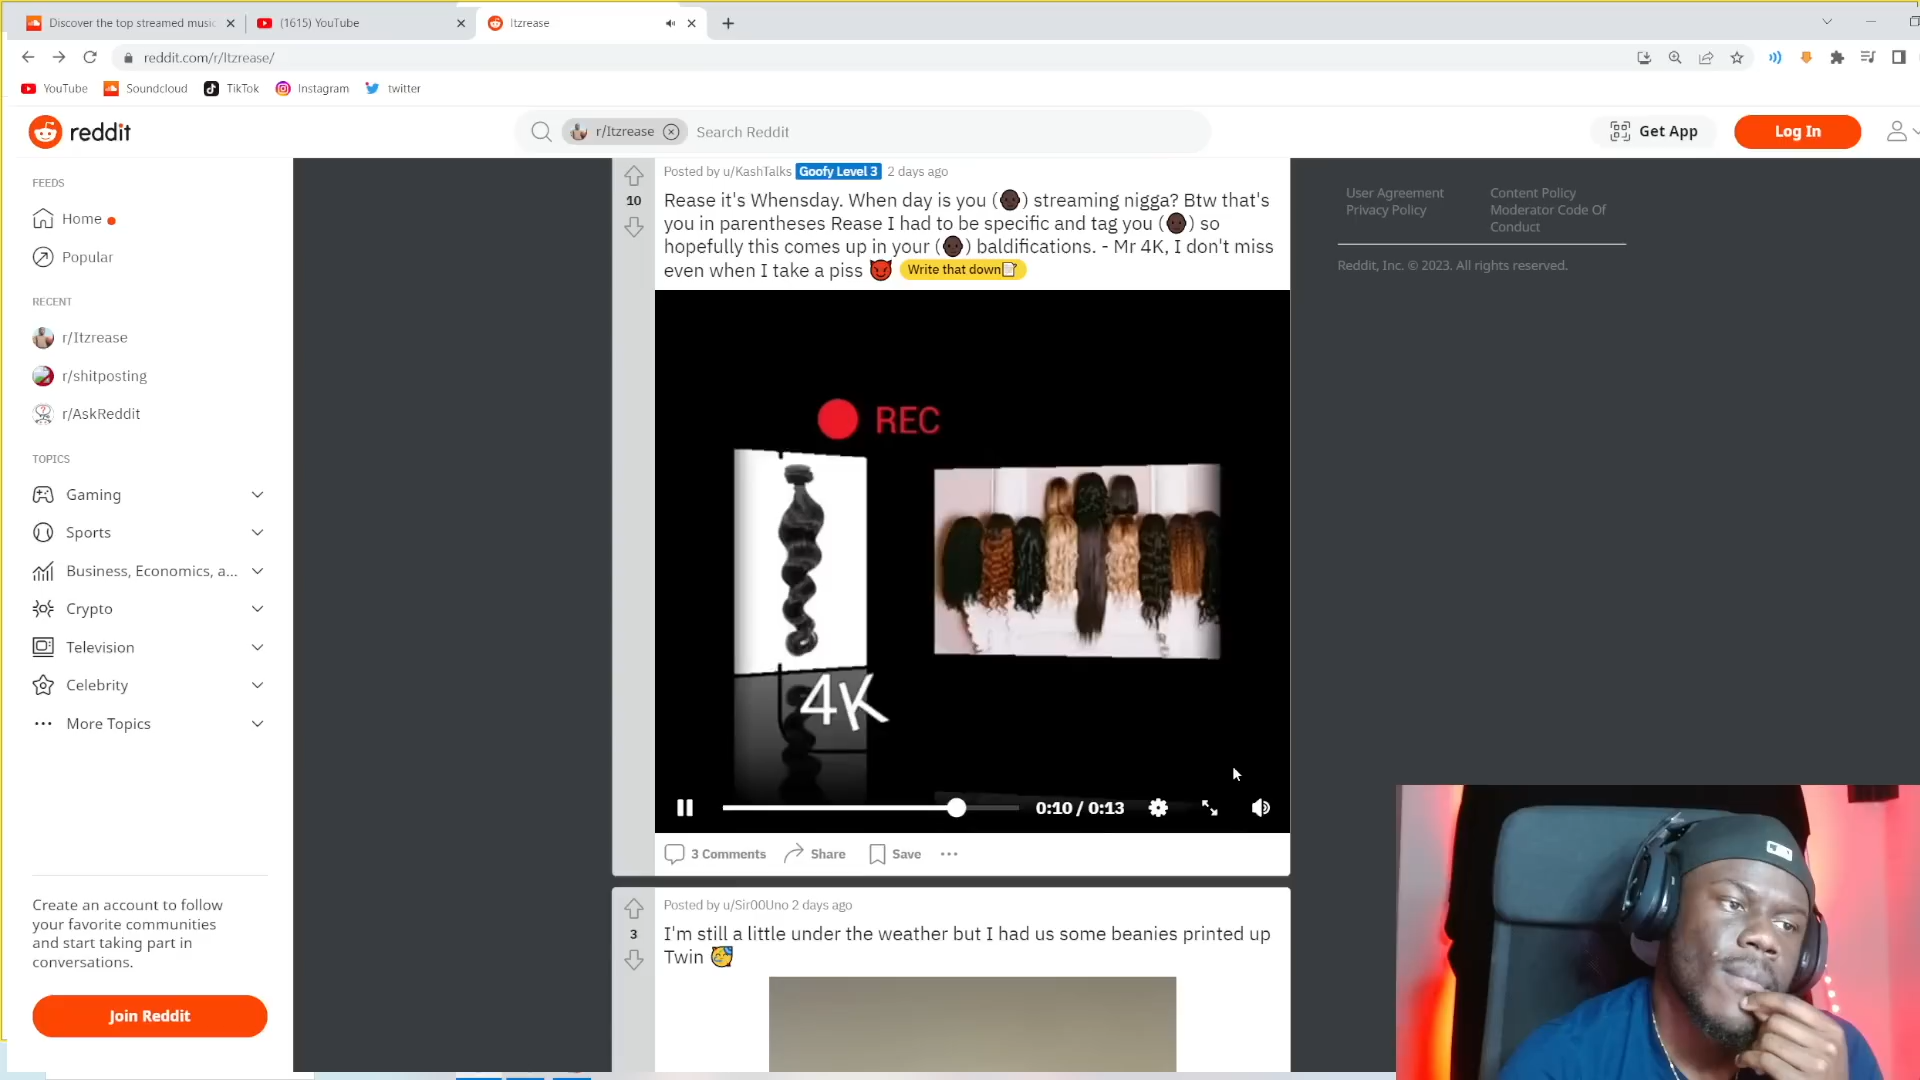 Discover the top streamed music
(1615) YouTube
Itzrease
reddit.com/r/Itzrease/
YouTube
Soundcloud
TikTok
Instagram
twitter
reddit
r/Itzrease
Search Reddit
Get App
Log In
FEEDS
Home
Popular
RECENT
r/Itzrease
r/shitposting
r/AskReddit
TOPICS
Gaming
Sports
Business, Economics, a...
Crypto
Television
Celebrity
More Topics
Create an account to follow
your favorite communities
and start taking part in
conversations.
Join Reddit
10
Posted by u/KashTalks Goofy Level 3 2 days ago
Rease it's Whensday. When day is you (🧑🏿‍🦲) streaming nigga? Btw that's
you in parentheses Rease I had to be specific and tag you (🧑🏿‍🦲) so
hopefully this comes up in your (🧑🏿‍🦲) baldifications. - Mr 4K, I don't miss
even when I take a piss 😈 Write that down📝
REC
4K
0:10 / 0:13
3 Comments
Share
Save
3
Posted by u/Sir00Uno 2 days ago
I'm still a little under the weather but I had us some beanies printed up
Twin 🥳
User Agreement
Privacy Policy
Content Policy
Moderator Code Of
Conduct
Reddit, Inc. © 2023. All rights reserved.